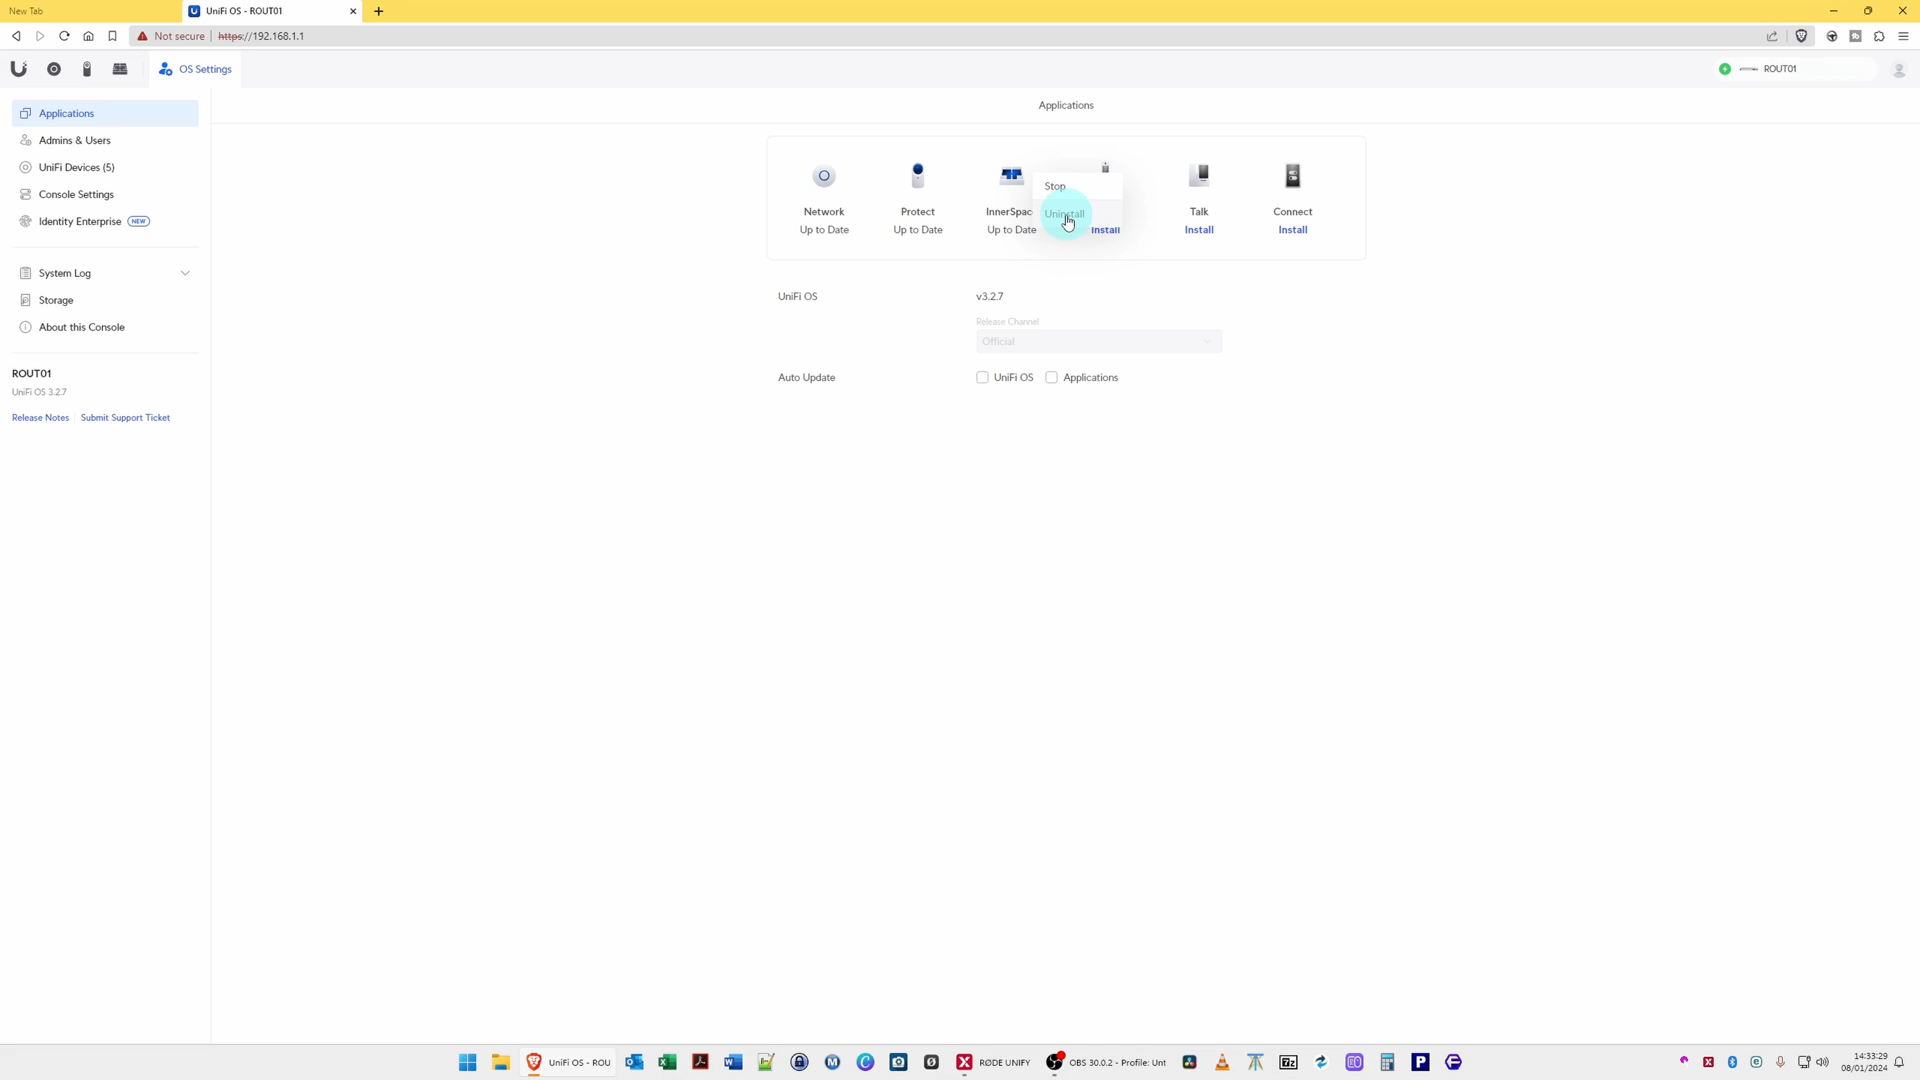 New Tab
UniFi OS - ROUT01
Not secure
https://192.168.1.1
OS Settings
ROUT01
Applications
Admins & Users
UniFi Devices (5)
Console Settings
Identity Enterprise NEW
System Log
Storage
About this Console
ROUT01
UniFi OS 3.2.7
Release Notes
Submit Support Ticket
Applications
Stop
Uninstall
Network
Up to Date
Protect
Up to Date
InnerSpac
Up to Date
Install
Talk
Install
Connect
Install
UniFi OS
v3.2.7
Release Channel
Official
Auto Update
UniFi OS
Applications
UniFi OS - ROU
RØDE UNIFY
OBS 30.0.2 - Profile: Unt
7z
14:33:29
08/01/2024